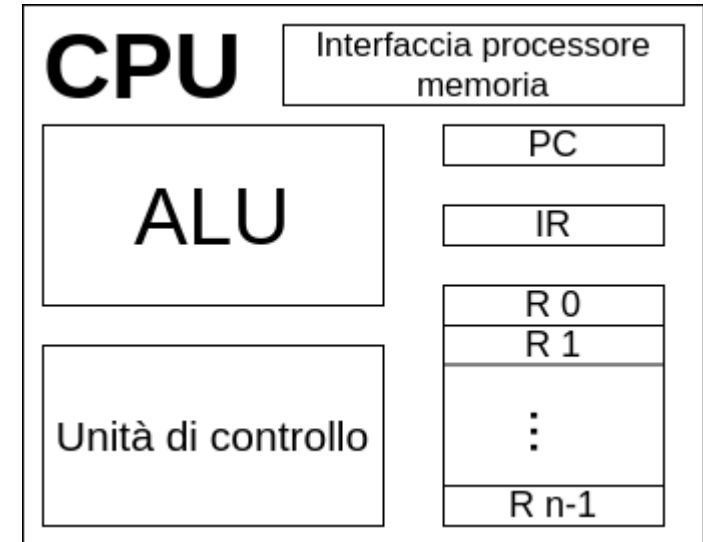 CPU
Interfaccia processore
memoria
ALU
PC
IR
R 0
R 1
⋮
R n-1
Unità di controllo